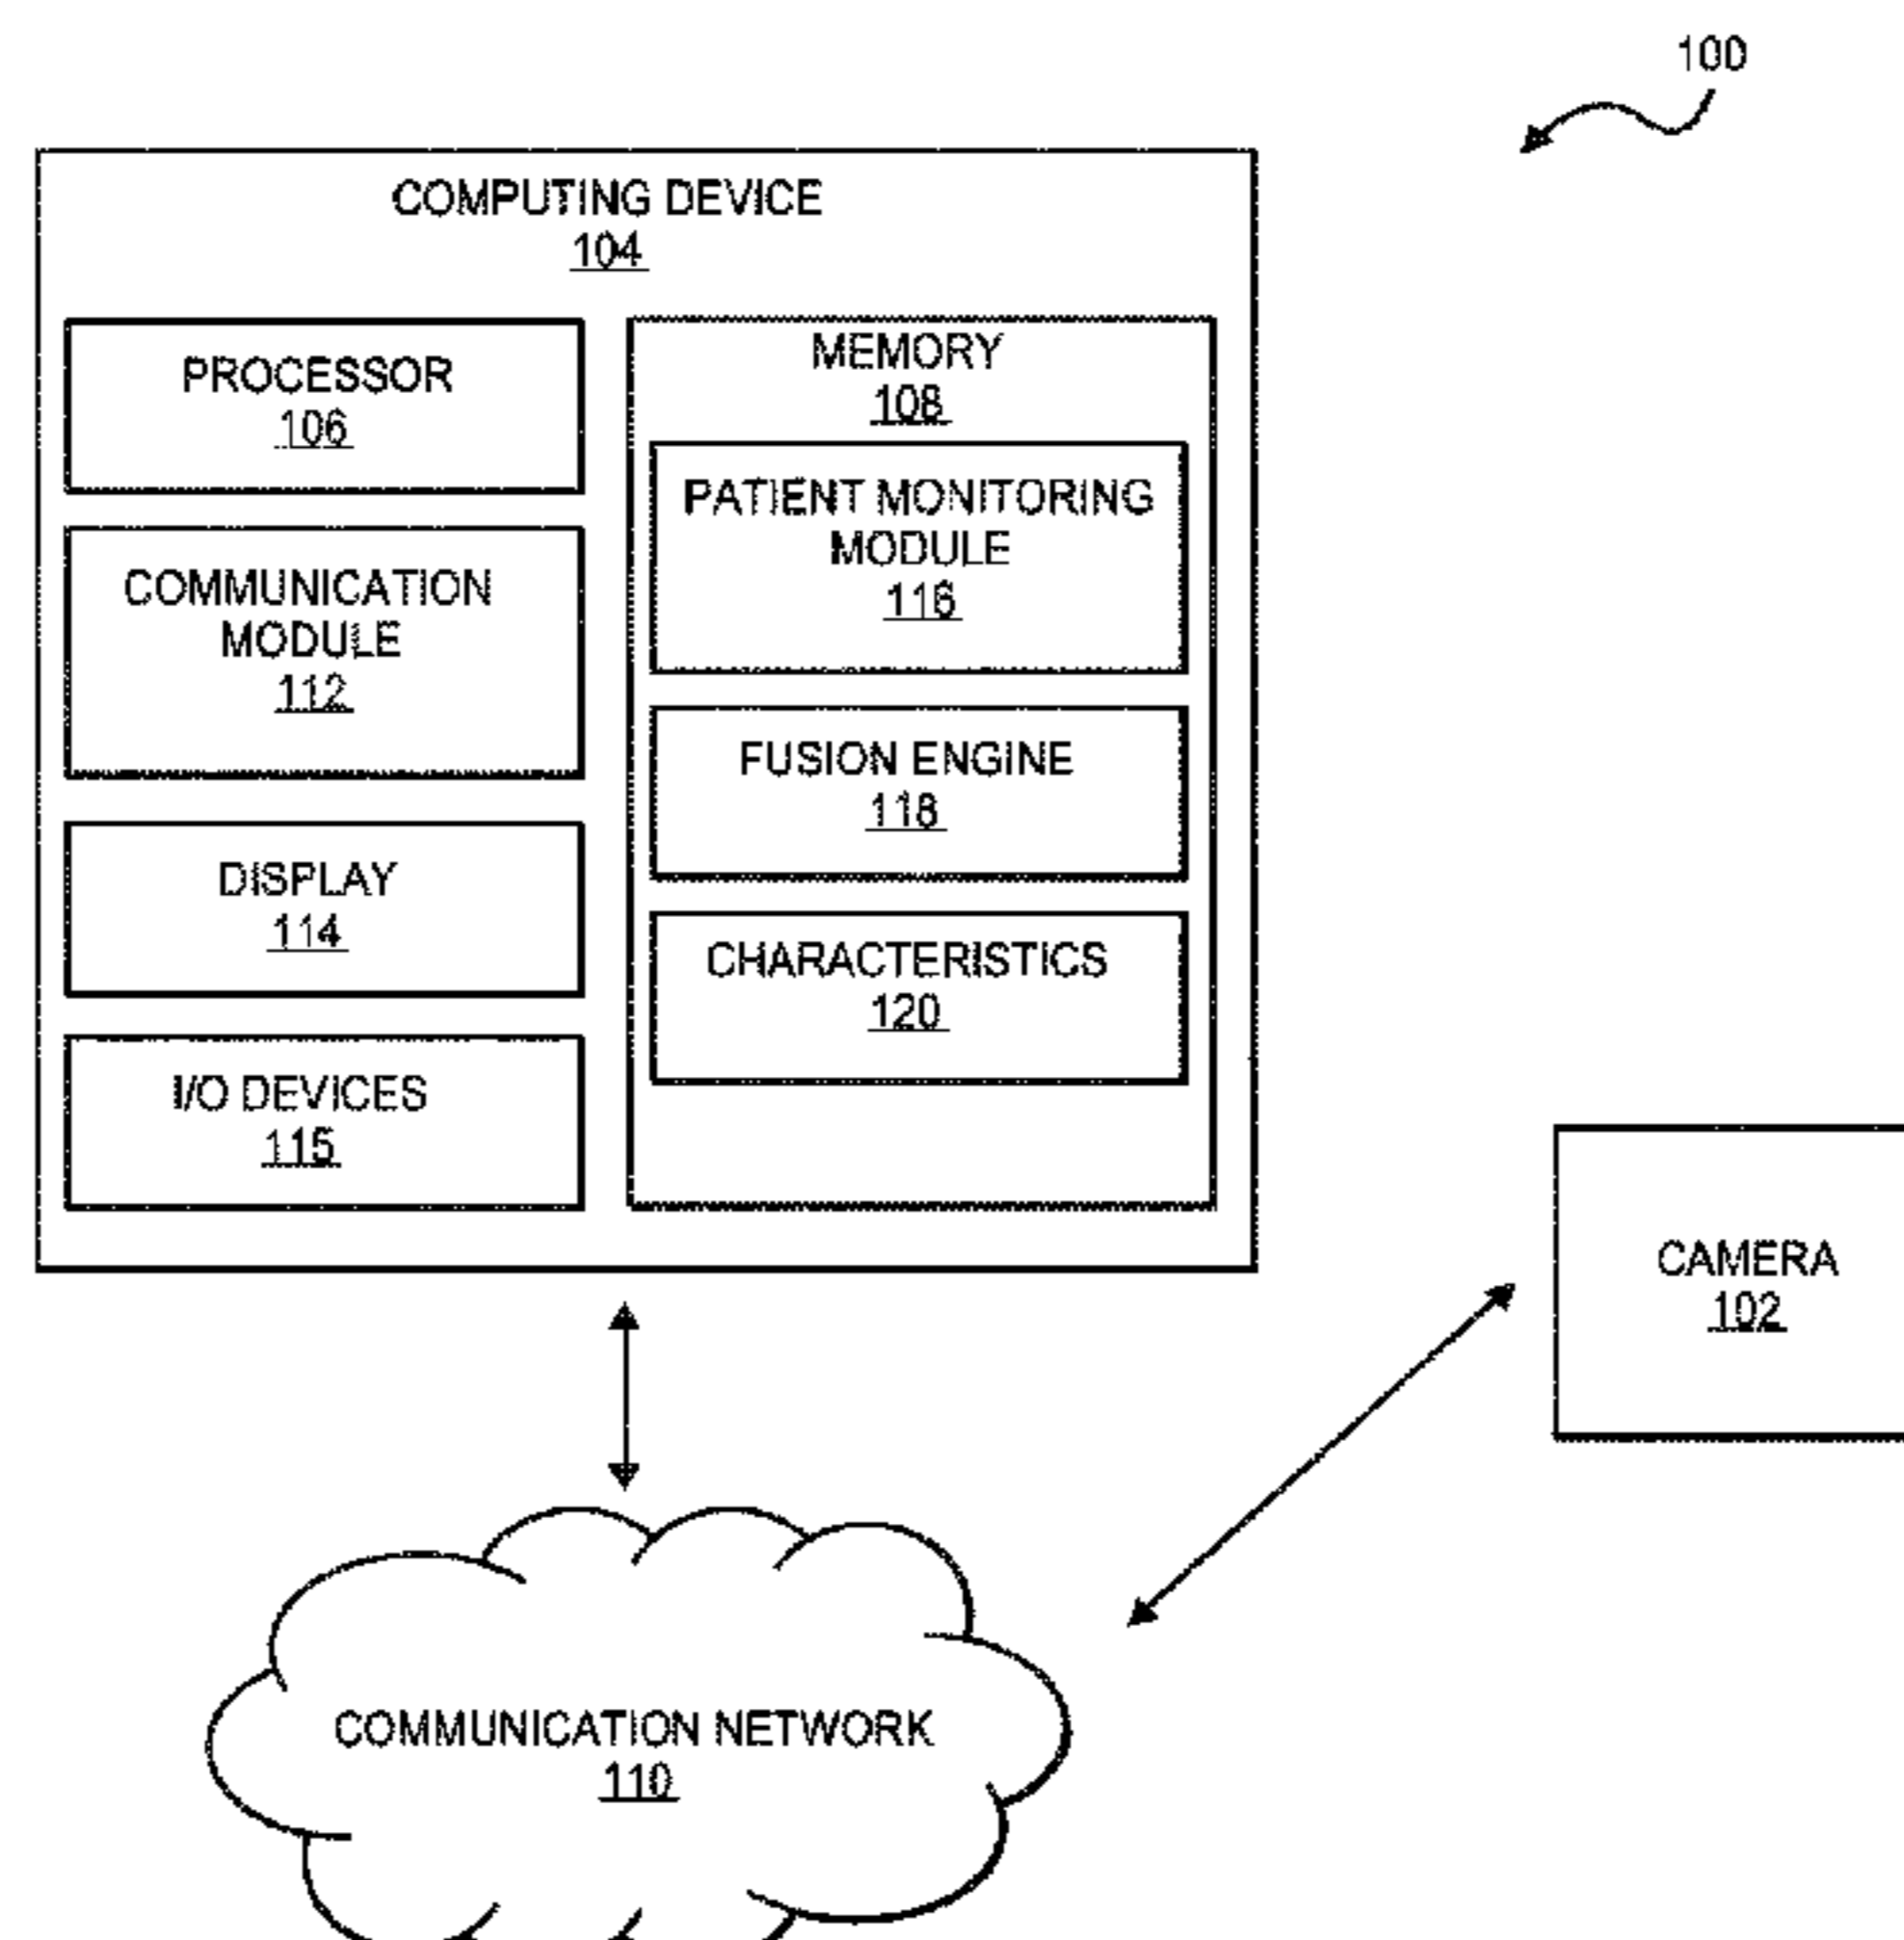 100
COMPUTING DEVICE
104
PROCESSOR
106
COMMUNICATION
MODULE
112
DISPLAY
114
I/O DEVICES
115
MEMORY
108
PATIENT MONITORING
MODULE
116
FUSION ENGINE
118
CHARACTERISTICS
120
CAMERA
102
COMMUNICATION NETWORK
110